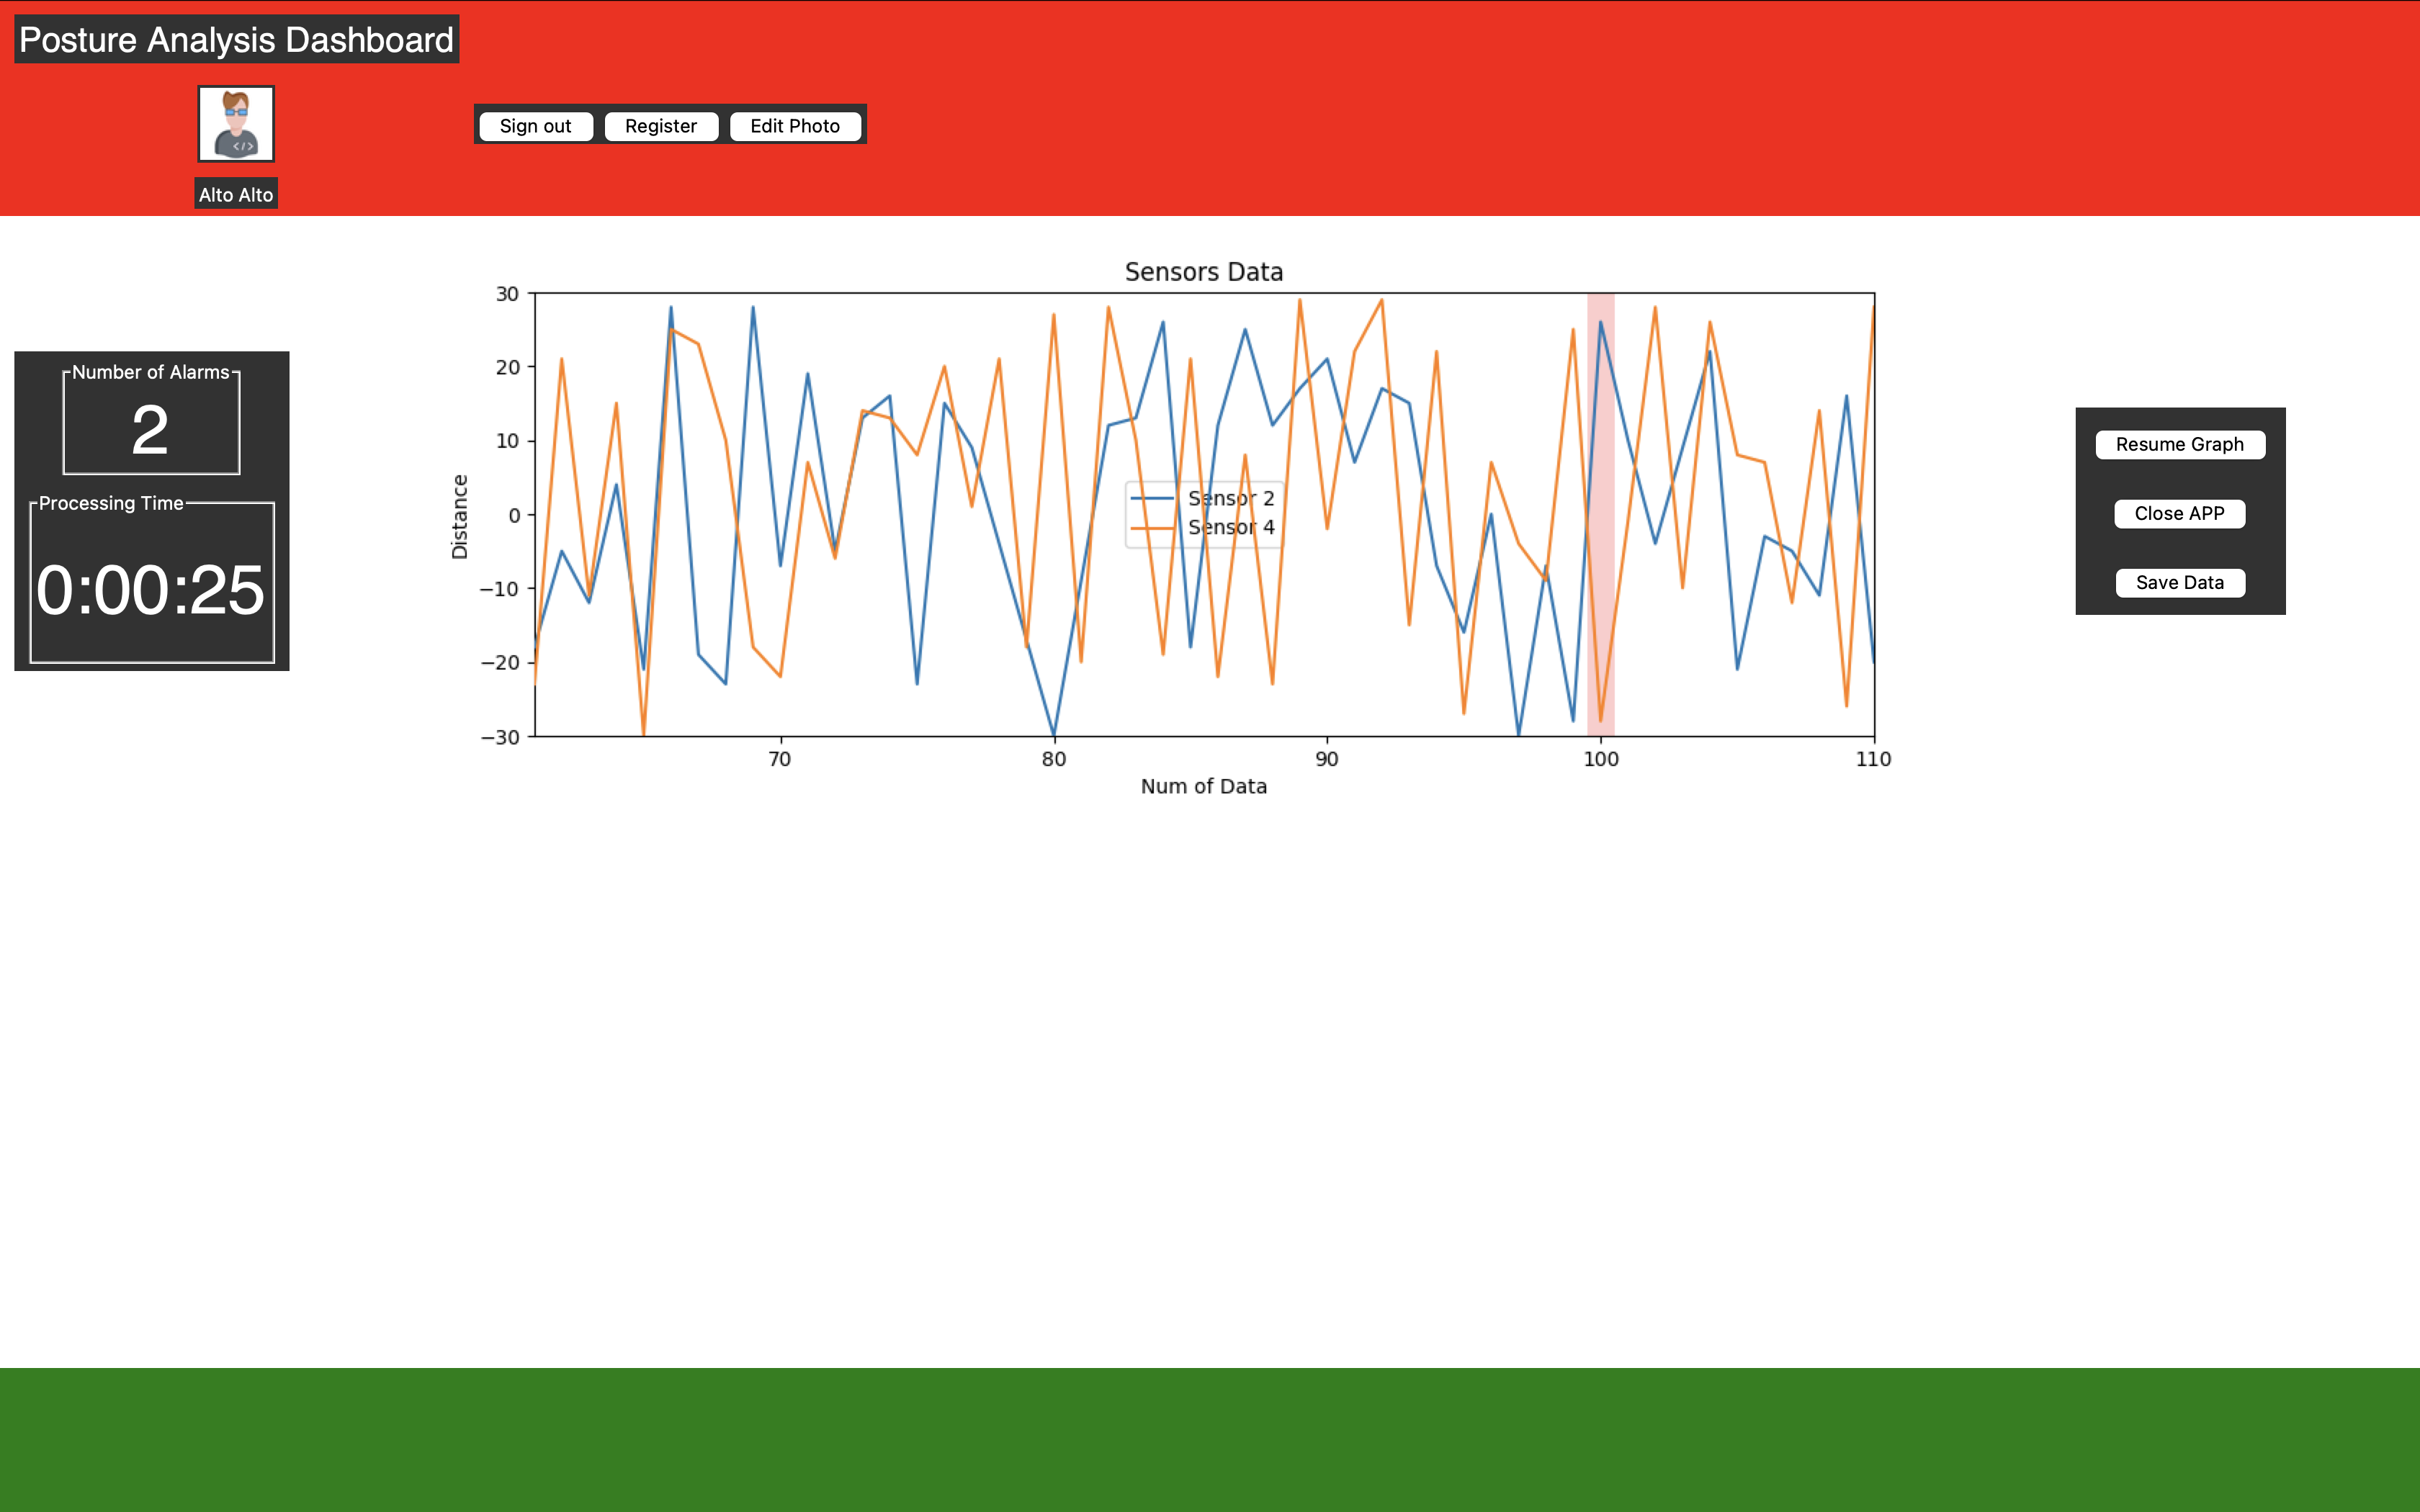 Posture Analysis Dashboard
</>
Sign out Register Edit Photo
Alto Alto
Number of Alarms
2
Processing Time
0:00:25
Sensors Data
30
20
10
0
−10
−20
−30
Distance
Sensor 2
Sensor 4
70 80 90 100 110
Num of Data
Resume Graph
Close APP
Save Data